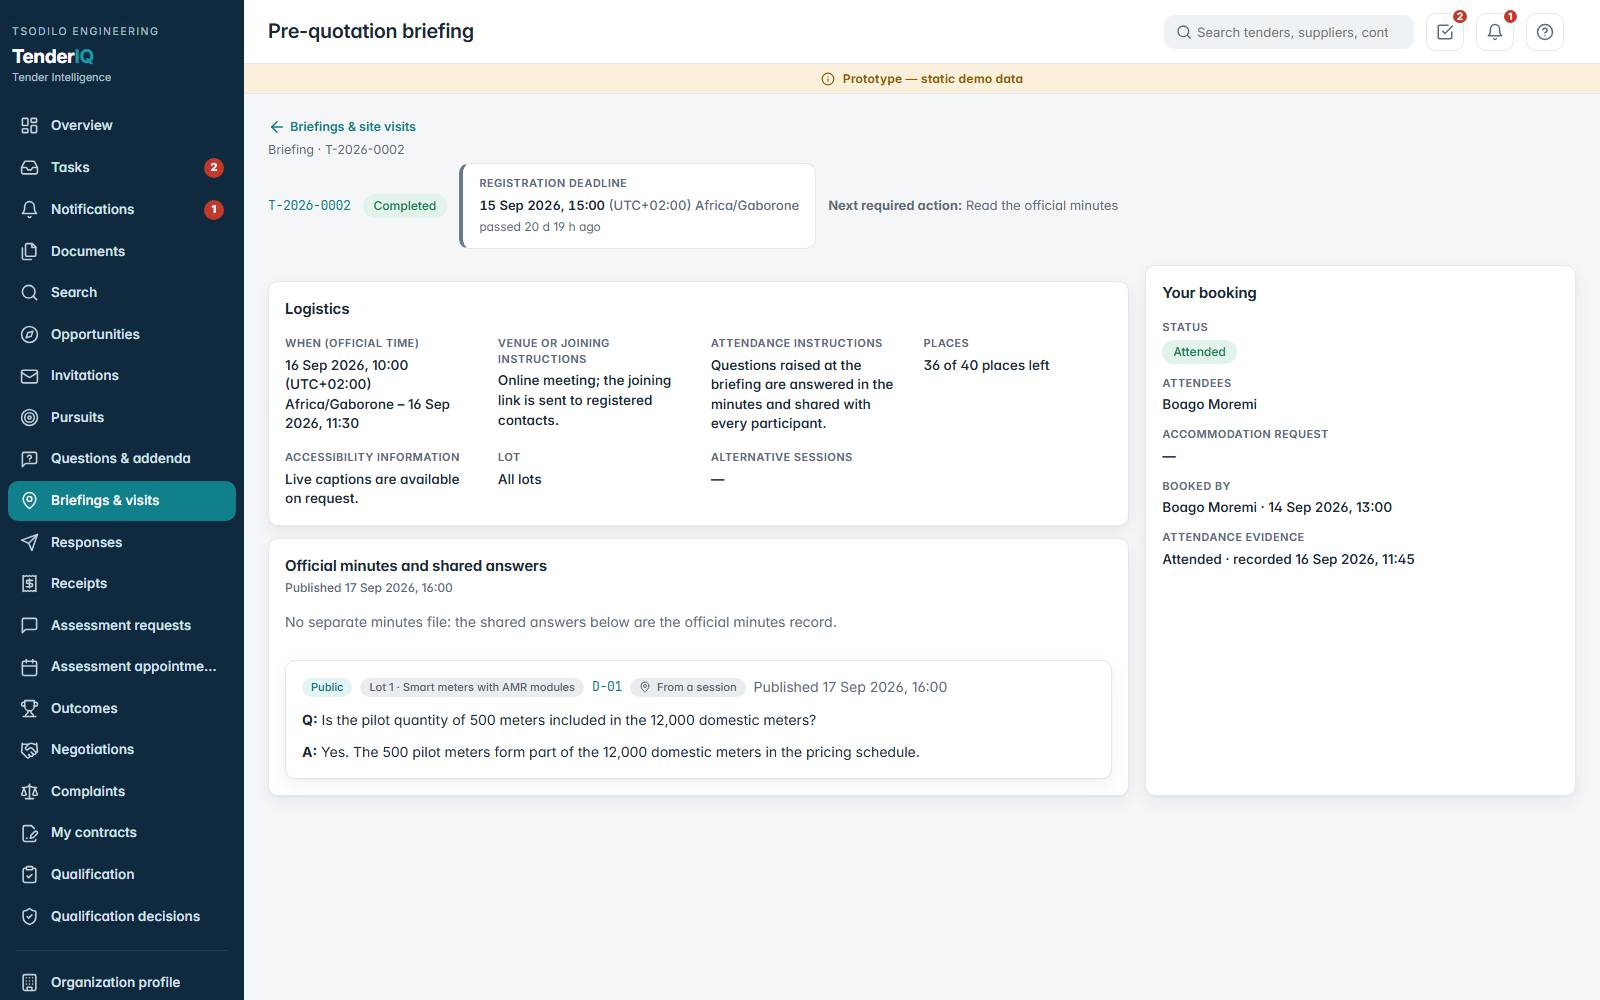 TSODILO ENGINEERING
TenderIQ
Tender Intelligence
Overview
Tasks 2
Notifications 1
Documents
Search
Opportunities
Invitations
Pursuits
Questions & addenda
Briefings & visits
Responses
Receipts
Assessment requests
Assessment appointme...
Outcomes
Negotiations
Complaints
My contracts
Qualification
Qualification decisions
Organization profile
Pre-quotation briefing
Search tenders, suppliers, cont
2
1
Prototype — static demo data
Briefings & site visits
Briefing · T-2026-0002
T-2026-0002 Completed
REGISTRATION DEADLINE
15 Sep 2026, 15:00 (UTC+02:00) Africa/Gaborone
passed 20 d 19 h ago
Next required action: Read the official minutes
Logistics
WHEN (OFFICIAL TIME)
16 Sep 2026, 10:00
(UTC+02:00)
Africa/Gaborone – 16 Sep
2026, 11:30
VENUE OR JOINING
INSTRUCTIONS
Online meeting; the joining
link is sent to registered
contacts.
ATTENDANCE INSTRUCTIONS
Questions raised at the
briefing are answered in the
minutes and shared with
every participant.
PLACES
36 of 40 places left
ACCESSIBILITY INFORMATION
Live captions are available
on request.
LOT
All lots
ALTERNATIVE SESSIONS
—
Official minutes and shared answers
Published 17 Sep 2026, 16:00
No separate minutes file: the shared answers below are the official minutes record.
Public Lot 1 · Smart meters with AMR modules D-01 From a session Published 17 Sep 2026, 16:00
Q: Is the pilot quantity of 500 meters included in the 12,000 domestic meters?
A: Yes. The 500 pilot meters form part of the 12,000 domestic meters in the pricing schedule.
Your booking
STATUS
Attended
ATTENDEES
Boago Moremi
ACCOMMODATION REQUEST
—
BOOKED BY
Boago Moremi · 14 Sep 2026, 13:00
ATTENDANCE EVIDENCE
Attended · recorded 16 Sep 2026, 11:45